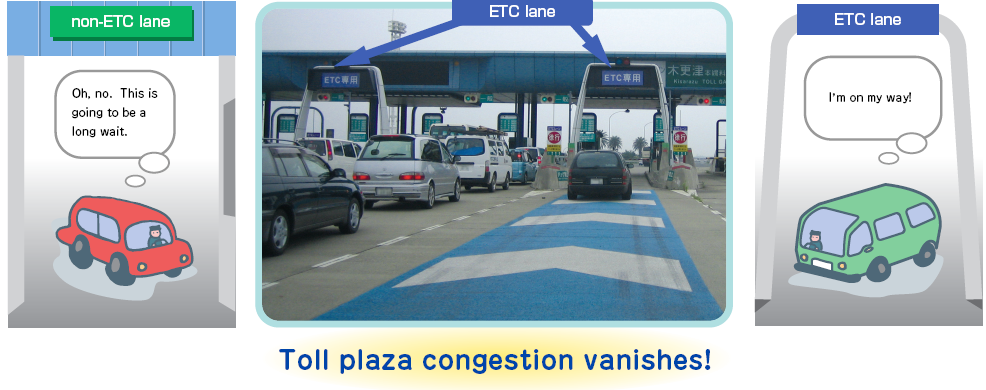 non-ETC lane
Oh, no. This is
going to be a
long wait.
ETC lane
ETC専用
ETC専用
木更津
Kisarazu TOLL GA
ETC lane
I'm on my way!
Toll plaza congestion vanishes!